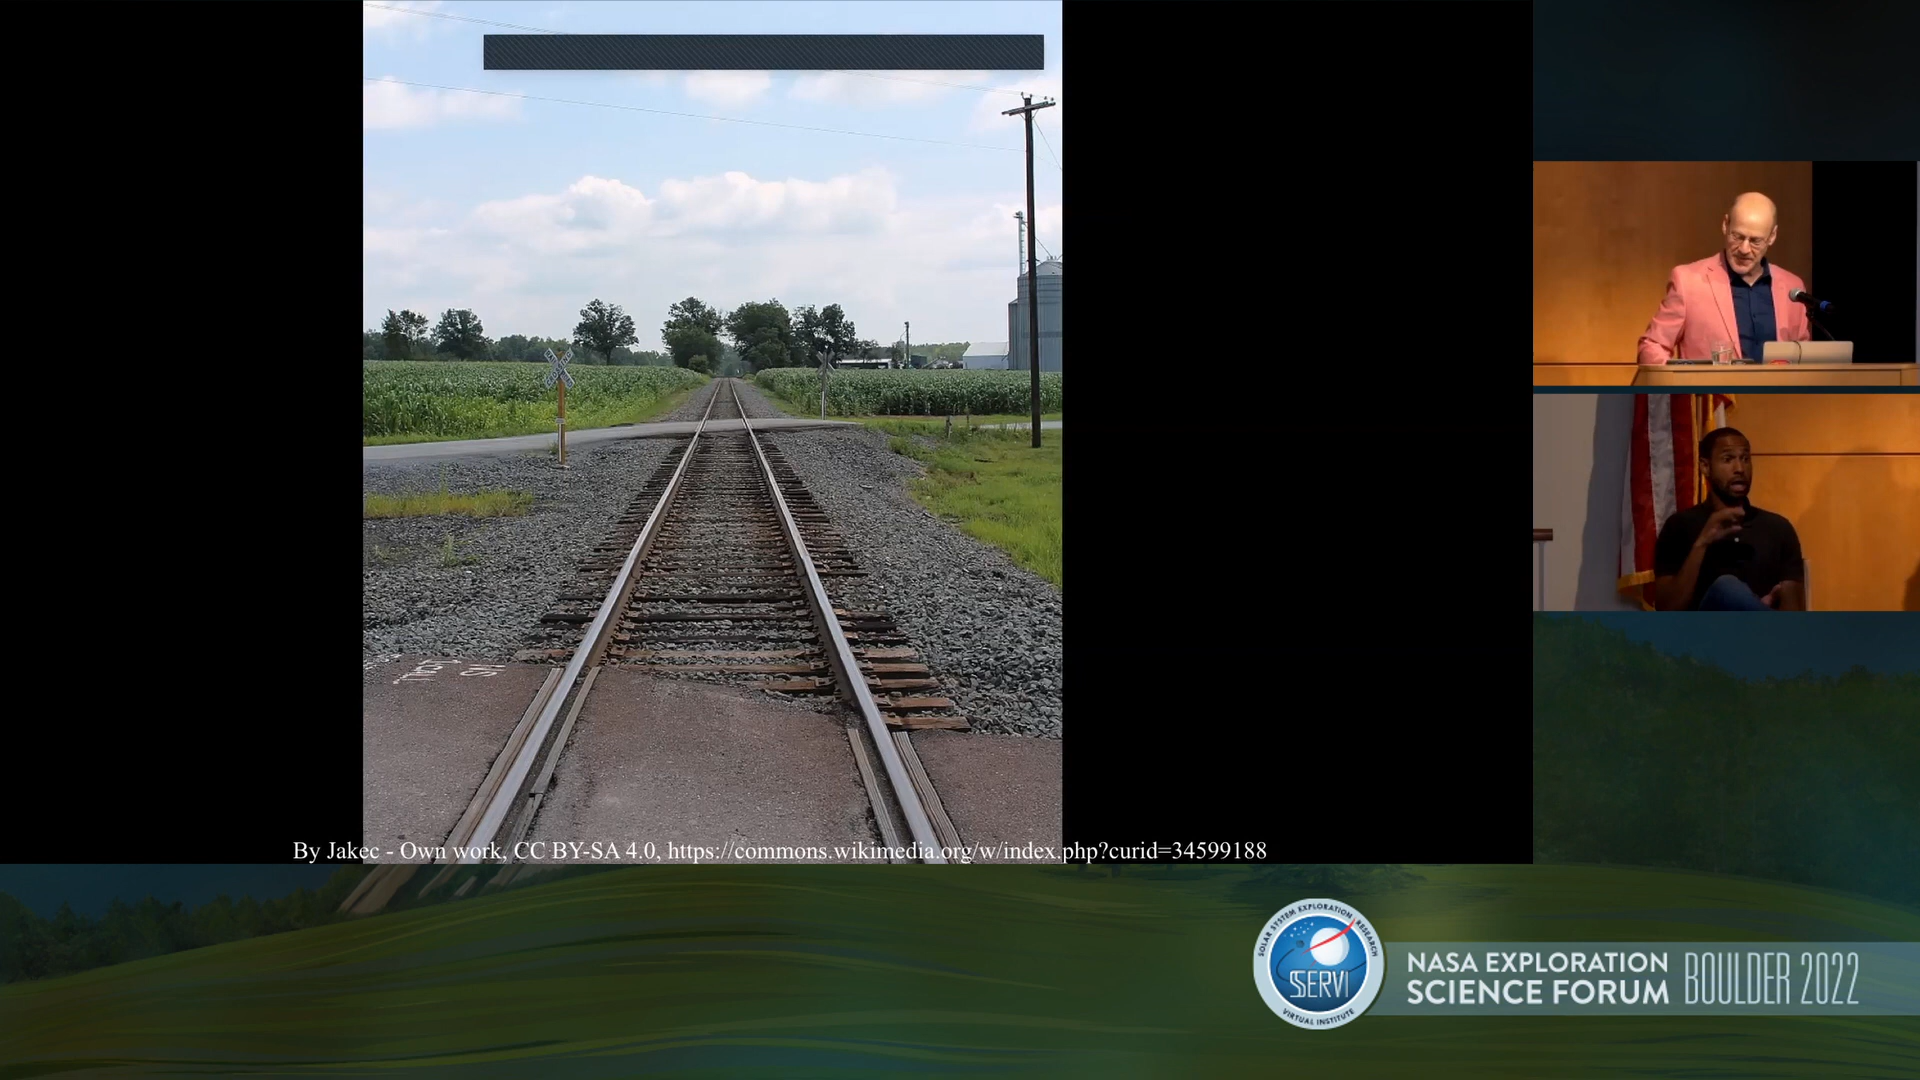 By Jakec - Own work, CC BY-SA 4.0, https://commons.wikimedia.org/w/index.php?curid=34599188
SOLAR SYSTEM EXPLORATION RESEARCH
SSERVI
VIRTUAL INSTITUTE
NASA EXPLORATION
SCIENCE FORUM
BOULDER 2022